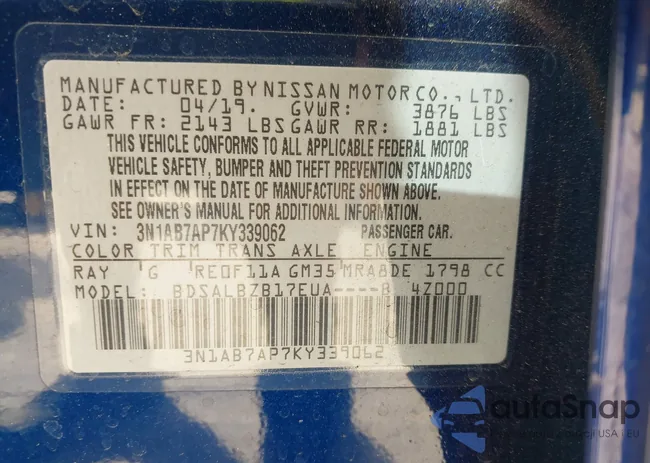 MANUFACTURED BY NISSAN MOTOR CO., LTD.
DATE: 04/19. GVWR: 3876 LBS
GAWR FR: 2143 LBS GAWR RR: 1881 LBS
THIS VEHICLE CONFORMS TO ALL APPLICABLE FEDERAL MOTOR
VEHICLE SAFETY, BUMPER AND THEFT PREVENTION STANDARDS
IN EFFECT ON THE DATE OF MANUFACTURE SHOWN ABOVE.
SEE OWNER'S MANUAL FOR ADDITIONAL INFORMATION.
VIN: 3N1AB7AP7KY339062 PASSENGER CAR.
COLOR TRIM TRANS AXLE ENGINE
RAY G RE0F11A GM35 MRA8DE 1798 CC
MODEL: BDSALBZB17EUA----B 4Z000
3N1AB7AP7KY339062
autoSnap
USA i EU